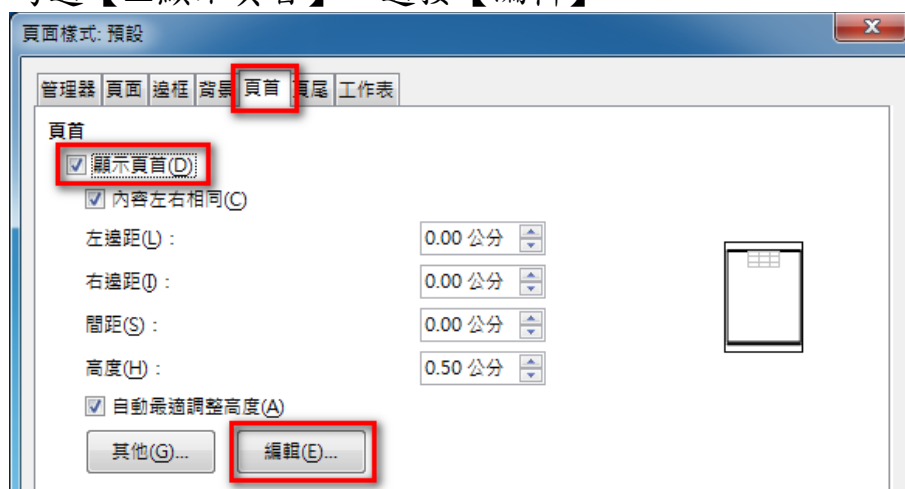 頁面樣式: 預設
管理器 頁面 邊框 背景 頁首 頁尾 工作表
頁首
顯示頁首(D)
內容左右相同(C)
左邊距(L)： 0.00 公分
右邊距(I)： 0.00 公分
間距(S)： 0.00 公分
高度(H)： 0.50 公分
自動最適調整高度(A)
其他(G)... 編輯(E)...